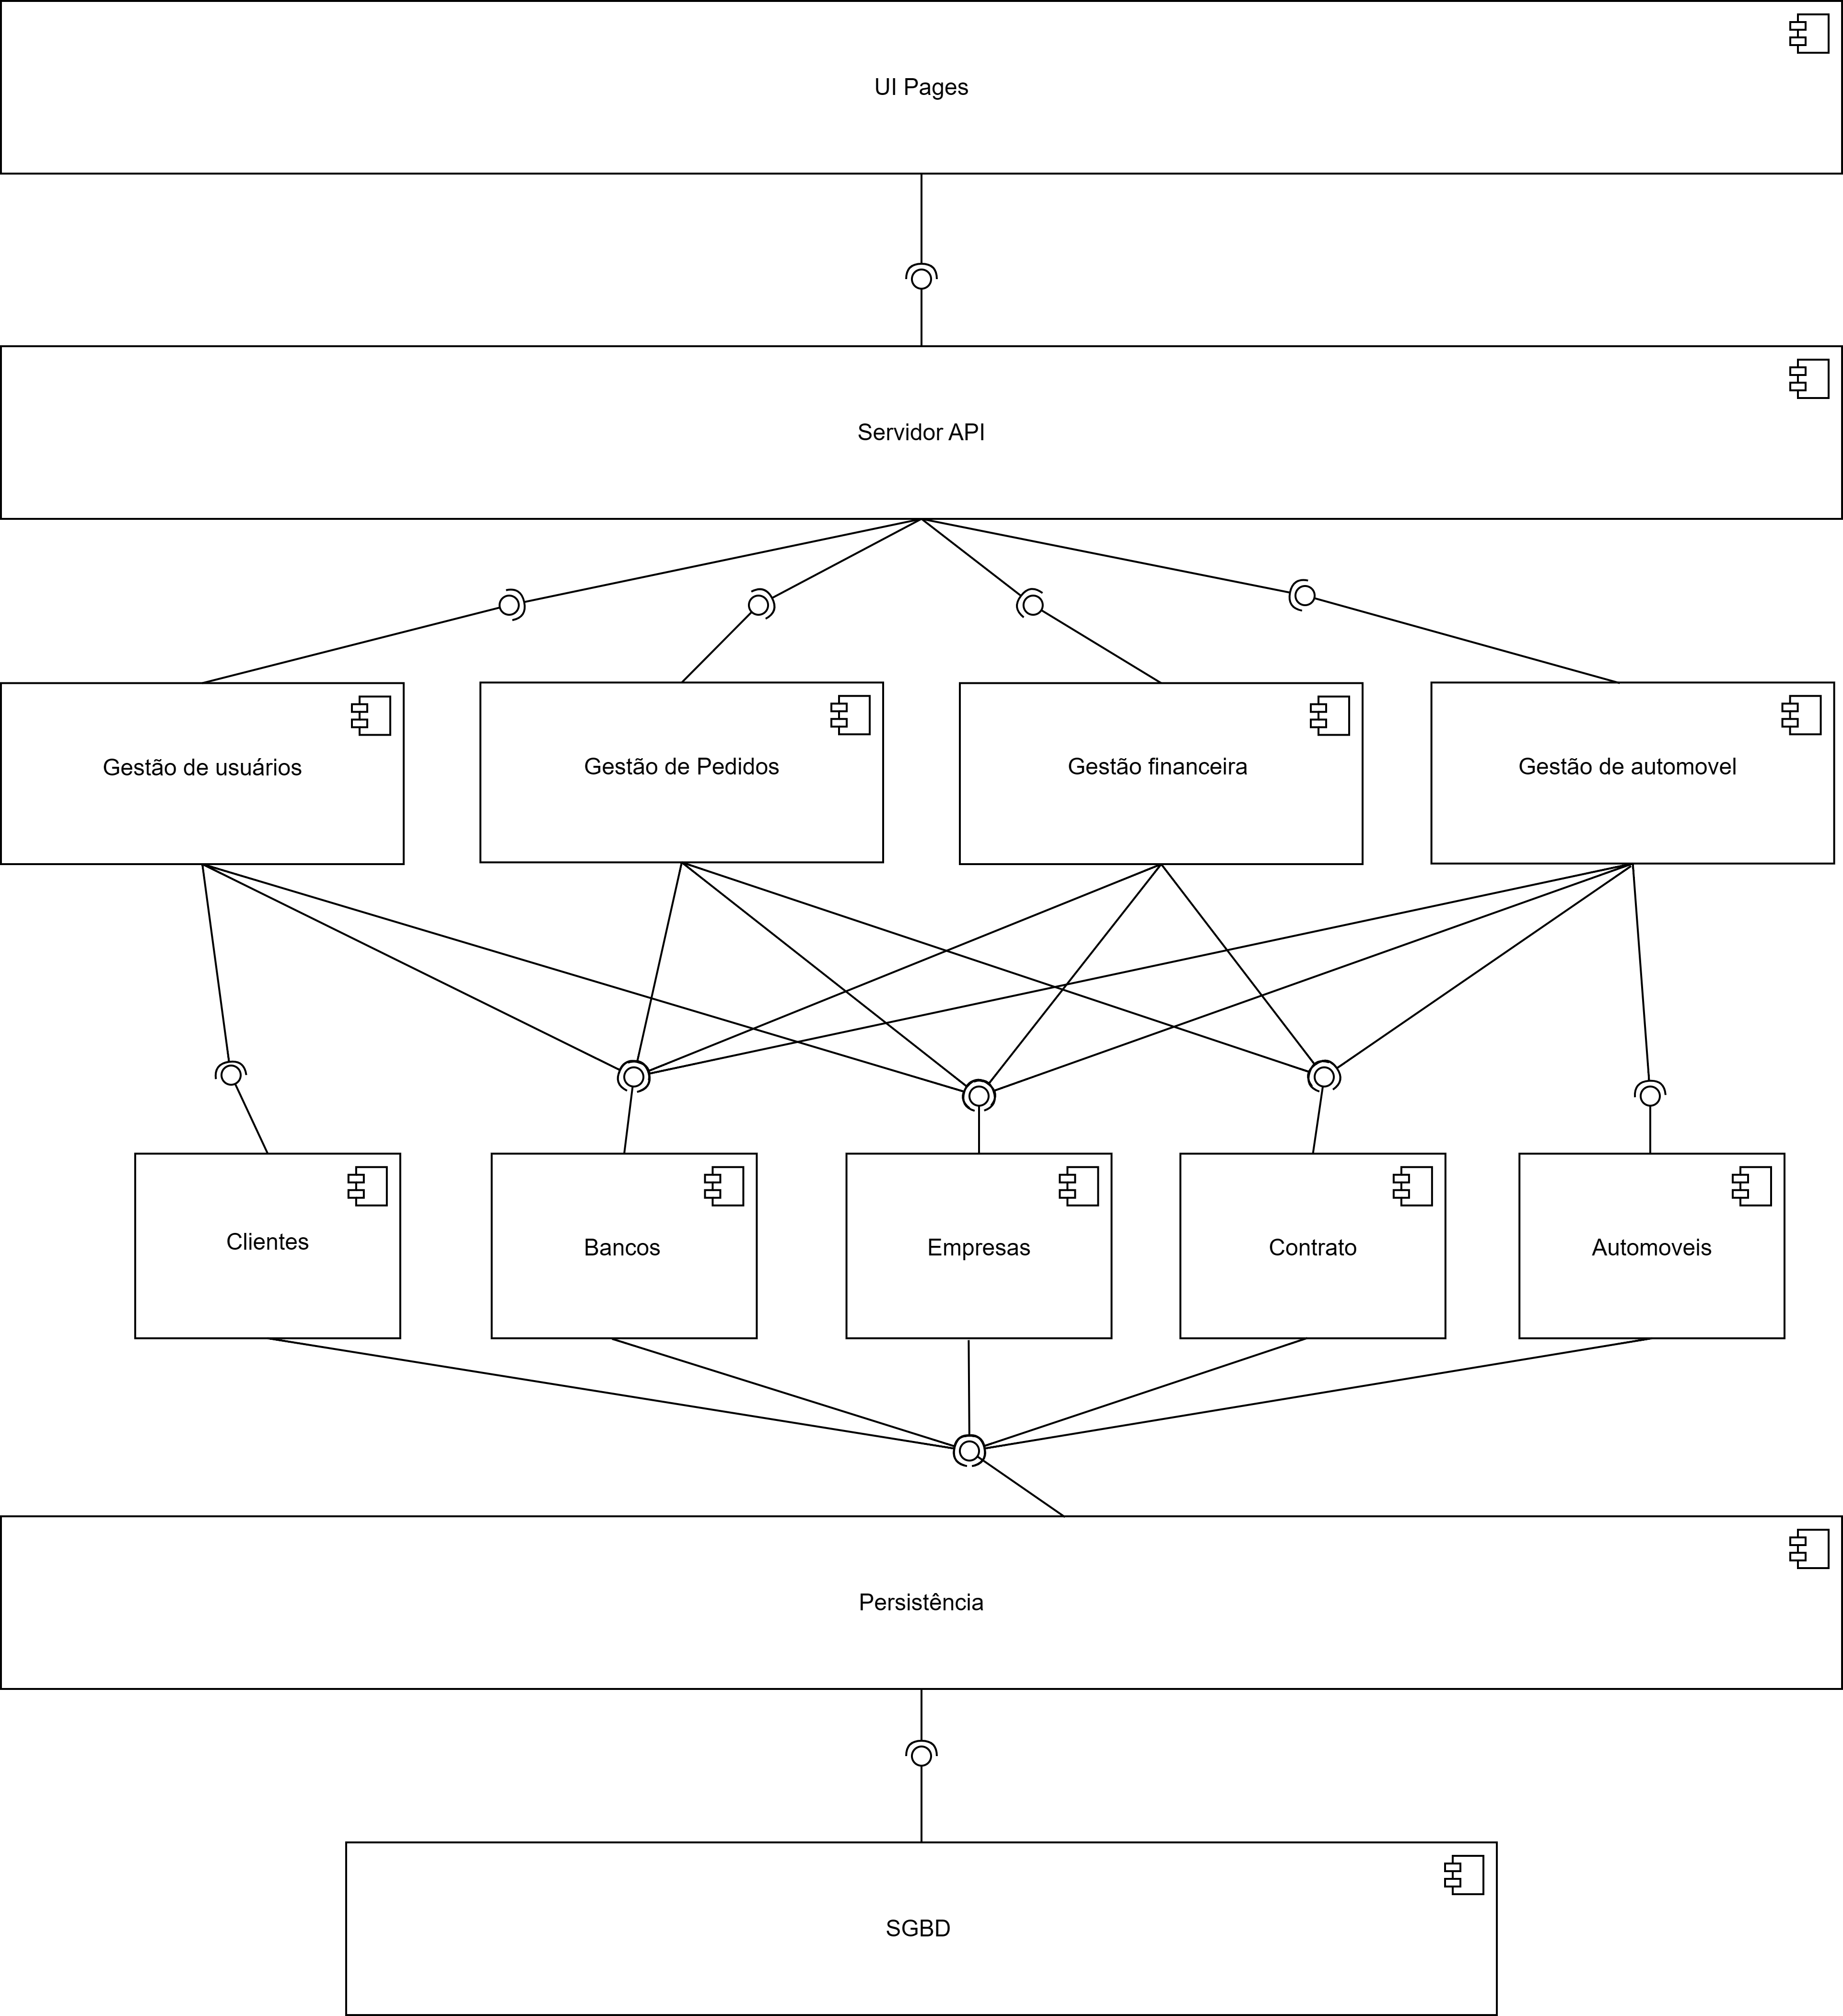 UI Pages
Servidor API
Gestão de usuários
Gestão de Pedidos
Gestão financeira
Gestão de automovel
Clientes
Bancos
Empresas
Contrato
Automoveis
Persistência
SGBD